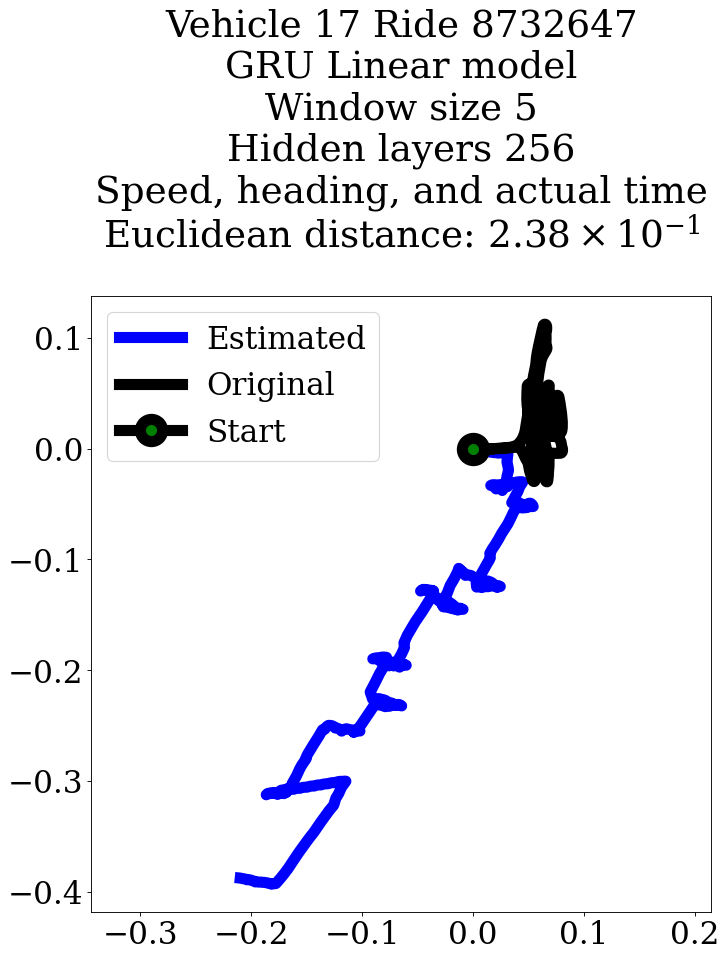 Vehicle 17 Ride 8732647
GRU Linear model
Window size 5
Hidden layers 256
Speed, heading, and actual time
Euclidean distance: 2.38 × 10⁻¹
Estimated
Original
Start
0.1
0.0
−0.1
−0.2
−0.3
−0.4
−0.3 −0.2 −0.1 0.0 0.1 0.2